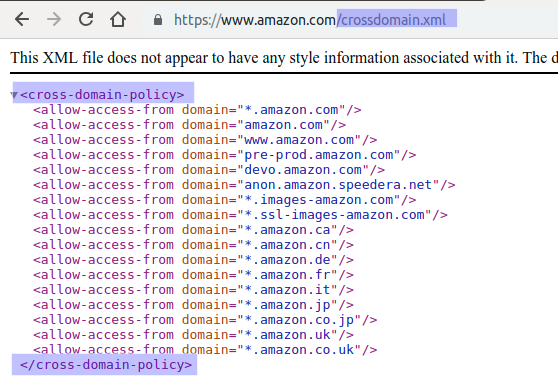 https://www.amazon.com/crossdomain.xml
This XML file does not appear to have any style information associated with it. The d
▼<cross-domain-policy>
<allow-access-from domain="*.amazon.com"/>
<allow-access-from domain="amazon.com"/>
<allow-access-from domain="www.amazon.com"/>
<allow-access-from domain="pre-prod.amazon.com"/>
<allow-access-from domain="devo.amazon.com"/>
<allow-access-from domain="anon.amazon.speedera.net"/>
<allow-access-from domain="*.images-amazon.com"/>
<allow-access-from domain="*.ssl-images-amazon.com"/>
<allow-access-from domain="*.amazon.ca"/>
<allow-access-from domain="*.amazon.cn"/>
<allow-access-from domain="*.amazon.de"/>
<allow-access-from domain="*.amazon.fr"/>
<allow-access-from domain="*.amazon.it"/>
<allow-access-from domain="*.amazon.jp"/>
<allow-access-from domain="*.amazon.co.jp"/>
<allow-access-from domain="*.amazon.uk"/>
<allow-access-from domain="*.amazon.co.uk"/>
</cross-domain-policy>